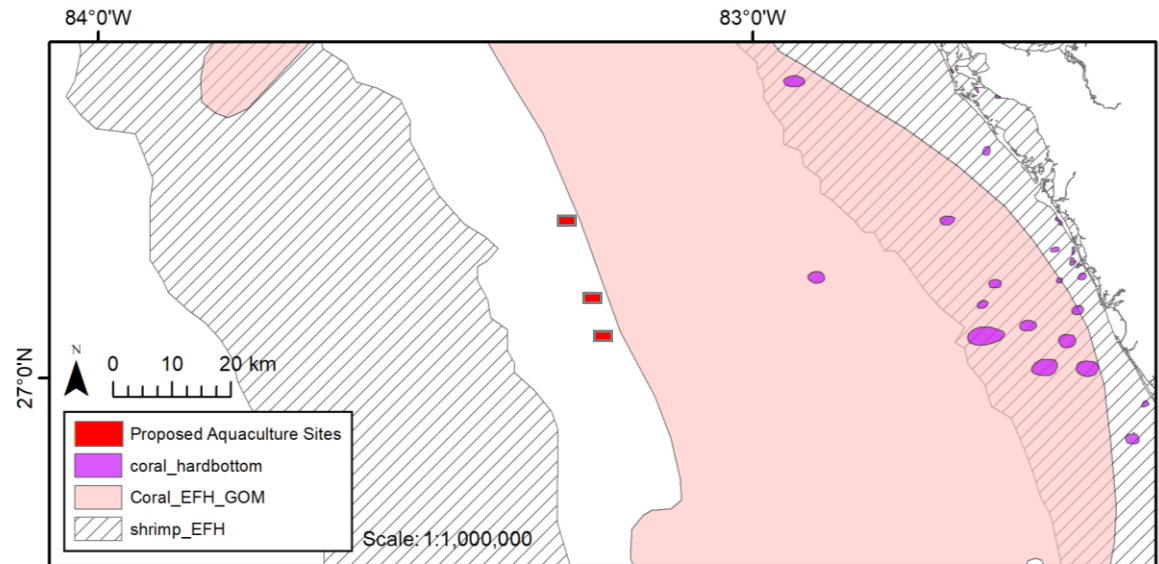 84°0'W
83°0'W
27°0'N
N
0 10 20 km
Proposed Aquaculture Sites
coral_hardbottom
Coral_EFH_GOM
shrimp_EFH
Scale: 1:1,000,000